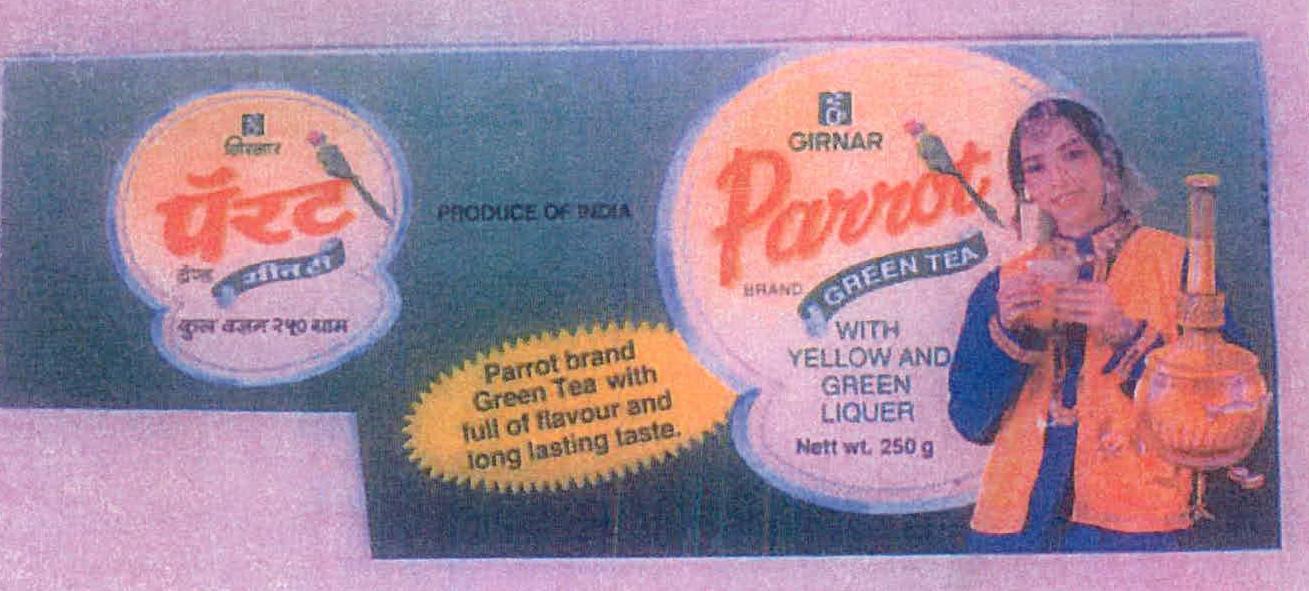 गिरनार
पॅरट
ब्रॅण्ड ग्रीन टी
कुल वजन २५० ग्राम
PRODUCE OF INDIA
Parrot brand
Green Tea with
full of flavour and
long lasting taste.
GIRNAR
Parrot
BRAND GREEN TEA
WITH
YELLOW AND
GREEN
LIQUER
Nett wt. 250 g